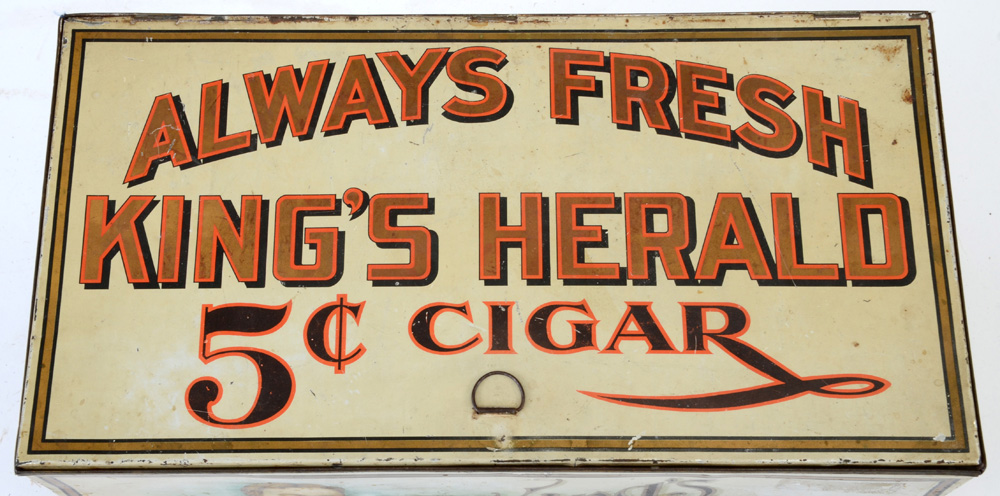 ALWAYS FRESH
KING'S HERALD
5¢ CIGAR